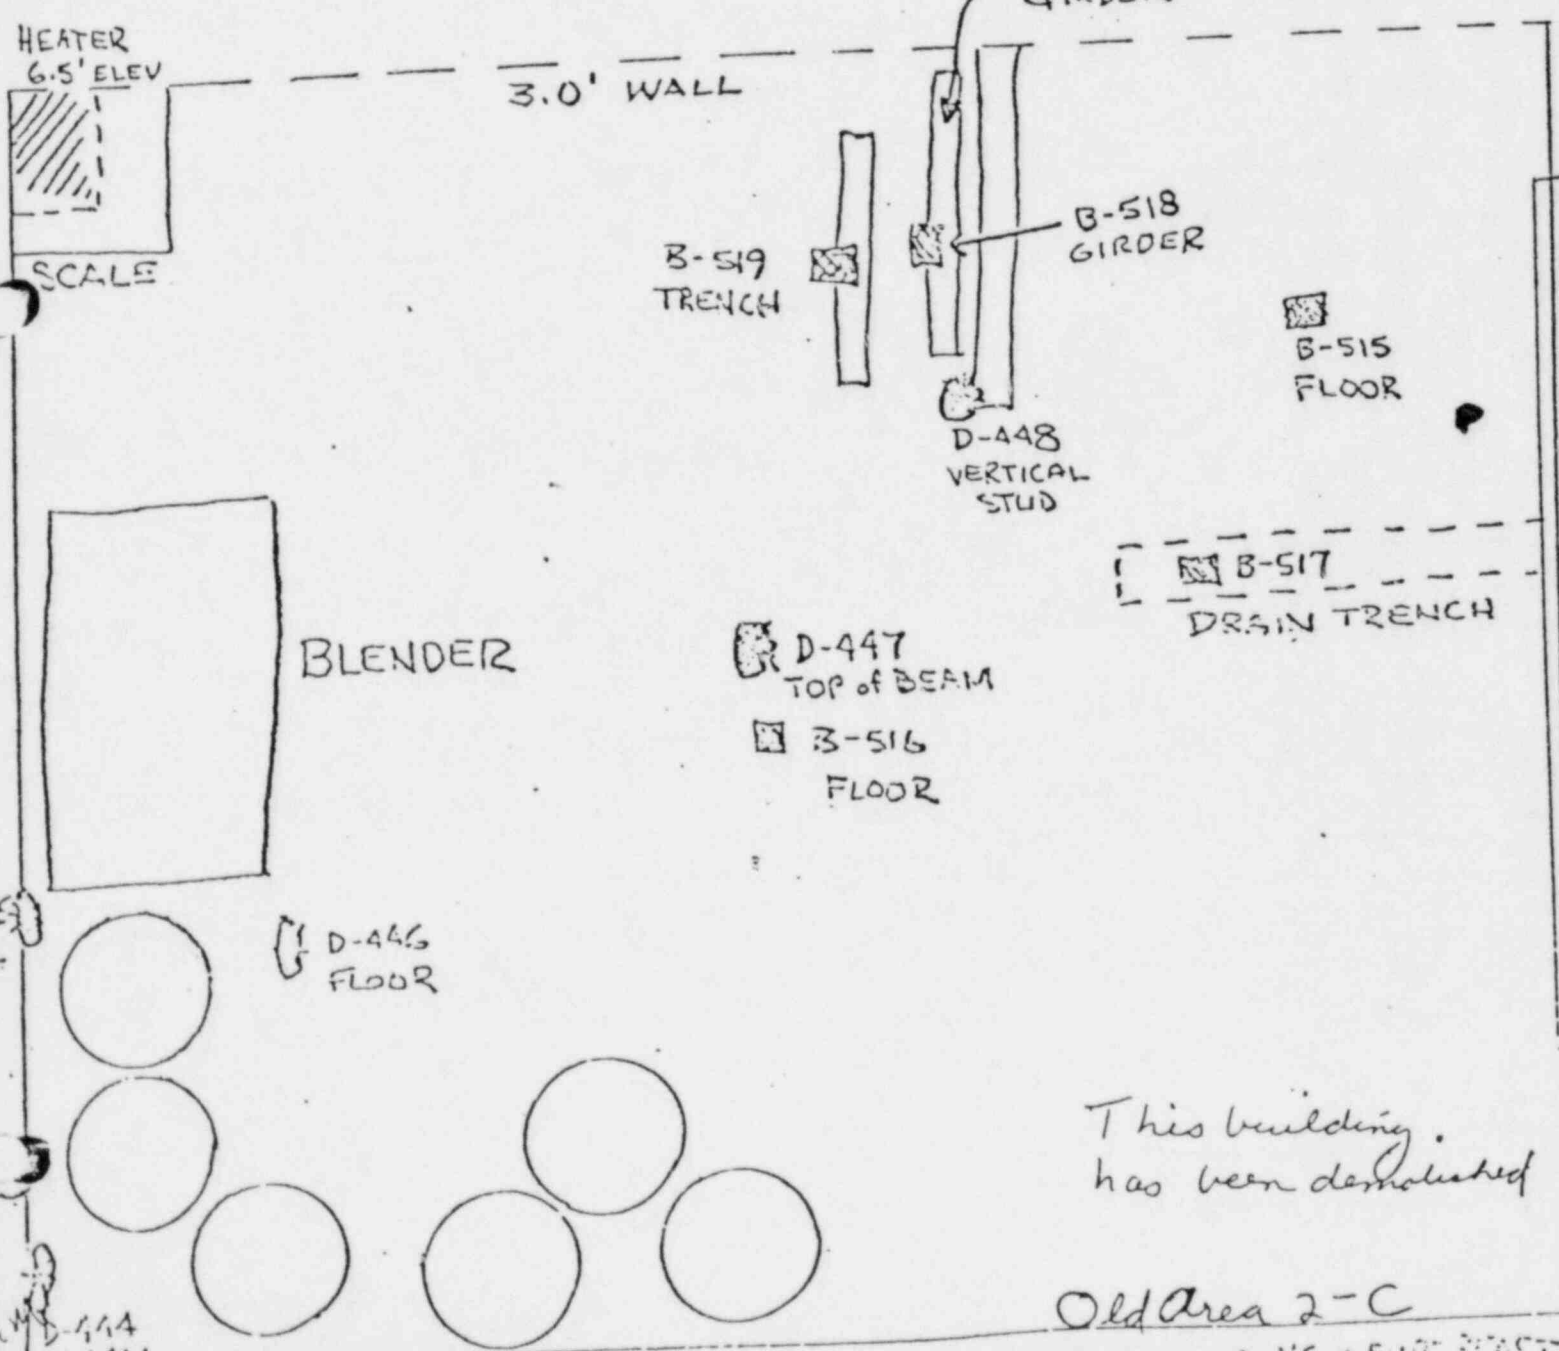 HEATER
6.5' ELEV
3.0' WALL
SCALE
B-519
TRENCH
B-518
GIRDER
B-515
FLOOR
D-448
VERTICAL
STUD
B-517
DRAIN TRENCH
BLENDER
D-447
TOP of BEAM
B-516
FLOOR
D-446
FLOOR
This building.
has been demolished
Old Area 2-C